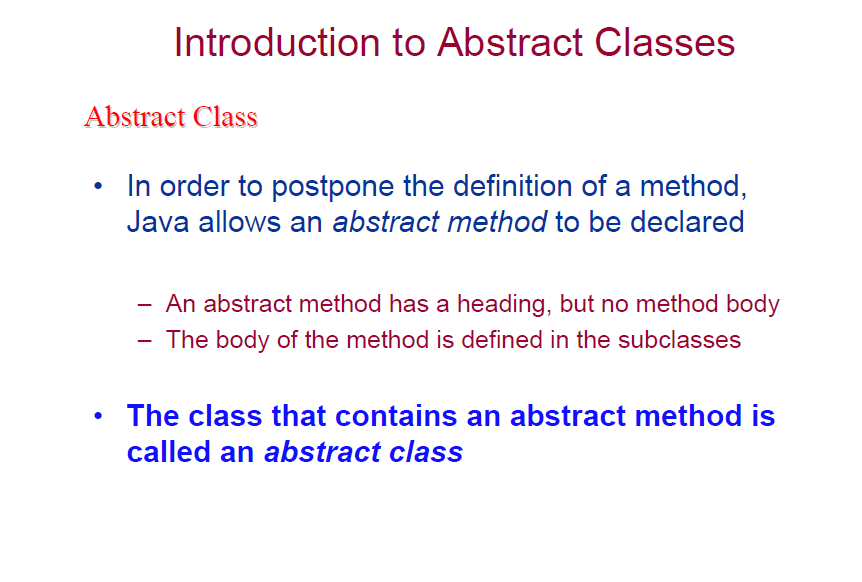 Introduction to Abstract Classes
Abstract Class
• In order to postpone the definition of a method,
Java allows an abstract method to be declared
– An abstract method has a heading, but no method body
– The body of the method is defined in the subclasses
• The class that contains an abstract method is
called an abstract class